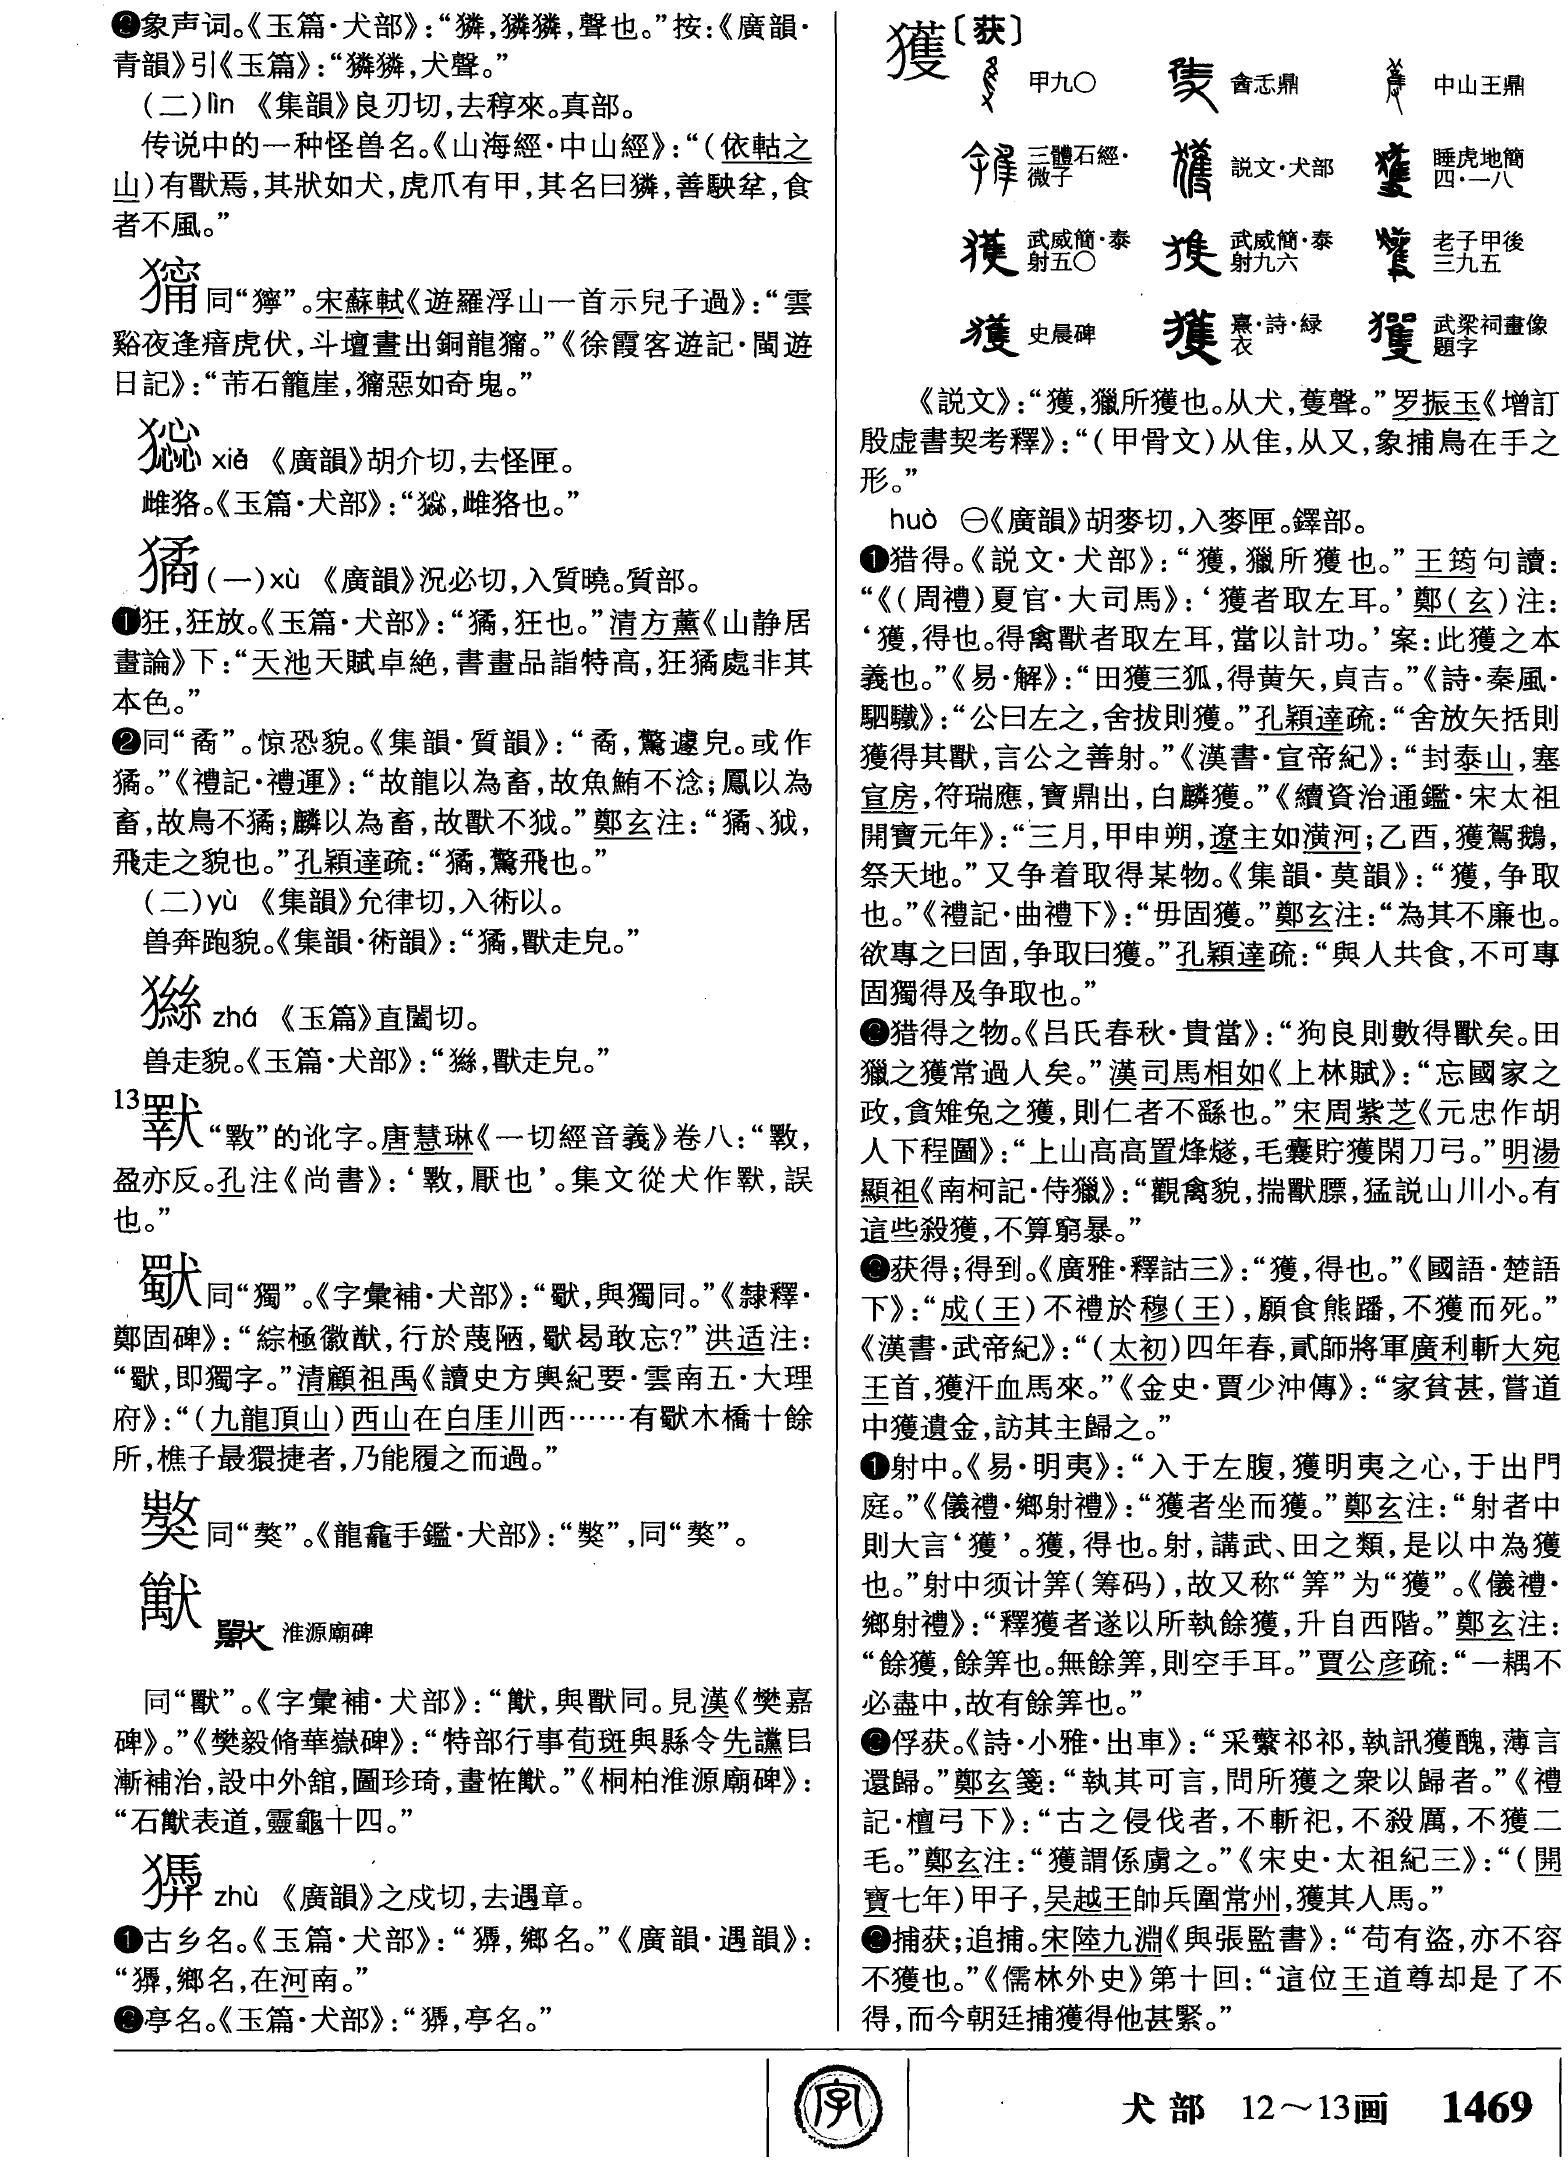 ❷象声词。《玉篇·犬部》：“獜，獜獜，聲也。”按：《廣韻·
青韻》引《玉篇》：“獜獜，犬聲。”
（二）lìn 《集韻》良刃切，去稕來。真部。
传说中的一种怪兽名。《山海經·中山經》：“（依軲之
山）有獸焉，其狀如犬，虎爪有甲，其名曰獜，善駚坌，食
者不風。”
同“獰”。宋蘇軾《遊羅浮山一首示兒子過》：“雲
谿夜逢瘖虎伏，斗壇晝出銅龍。”《徐霞客遊記·閩遊
日記》：“芾石籠崖，惡如奇鬼。”
xiè 《廣韻》胡介切，去怪匣。
雌狢。《玉篇·犬部》：“，雌狢也。”
獝（一）xù 《廣韻》況必切，入質曉。質部。
❶狂，狂放。《玉篇·犬部》：“獝，狂也。”清方薰《山静居
畫論》下：“天池天賦卓絶，書畫品詣特高，狂獝處非其
本色。”
❷同“矞”。惊恐貌。《集韻·質韻》：“矞，驚遽皃。或作
獝。”《禮記·禮運》：“故龍以為畜，故魚鮪不淰；鳳以為
畜，故鳥不獝；麟以為畜，故獸不狘。”鄭玄注：“獝、狘，
飛走之貌也。”孔穎達疏：“獝，驚飛也。”
（二）yù 《集韻》允律切，入術以。
兽奔跑貌。《集韻·術韻》：“獝，獸走皃。”
zhá 《玉篇》直闔切。
兽走貌。《玉篇·犬部》：“，獸走皃。”
13 “斁”的讹字。唐慧琳《一切經音義》卷八：“斁，
盈亦反。孔注《尚書》：‘斁，厭也’。集文從犬作，誤
也。”
同“獨”。《字彙補·犬部》：“，與獨同。”《隸釋·
鄭固碑》：“綜極徽猷，行於蔑陋，曷敢忘？”洪适注：
“，即獨字。”清顧祖禹《讀史方輿紀要·雲南五·大理
府》：“（九龍頂山）西山在白厓川西……有木橋十餘
所，樵子最獧捷者，乃能履之而過。”
同“獒”。《龍龕手鑑·犬部》：“”，同“獒”。
淮源廟碑
同“獸”。《字彙補·犬部》：“，與獸同。見漢《樊嘉
碑》。”《樊毅脩華嶽碑》：“特部行事荀斑與縣令先讜㠯
漸補治，設中外舘，圖珍琦，畫恠。”《桐柏淮源廟碑》：
“石表道，靈龜十四。”
zhù 《廣韻》之戍切，去遇章。
❶古乡名。《玉篇·犬部》：“，鄉名。”《廣韻·遇韻》：
“，鄉名，在河南。”
❷亭名。《玉篇·犬部》：“，亭名。”
獲〔获〕
甲九〇 酓忎鼎 中山王鼎
三體石經·微子 説文·犬部 睡虎地簡四·一八
武威簡·泰射五〇 武威簡·泰射九六 老子甲後三九五
史晨碑 熹·詩·緑衣 武梁祠畫像題字
《説文》：“獲，獵所獲也。从犬，蒦聲。”罗振玉《增訂
殷虚書契考釋》：“（甲骨文）从隹，从又，象捕鳥在手之
形。”
huò ㊀《廣韻》胡麥切，入麥匣。鐸部。
❶猎得。《説文·犬部》：“獲，獵所獲也。”王筠句讀：
“《（周禮）夏官·大司馬》：‘獲者取左耳。’鄭（玄）注：
‘獲，得也。得禽獸者取左耳，當以計功。’案：此獲之本
義也。”《易·解》：“田獲三狐，得黄矢，貞吉。”《詩·秦風·
駟驖》：“公曰左之，舍拔則獲。”孔穎達疏：“舍放矢括則
獲得其獸，言公之善射。”《漢書·宣帝紀》：“封泰山，塞
宣房，符瑞應，寶鼎出，白麟獲。”《續資治通鑑·宋太祖
開寶元年》：“三月，甲申朔，遼主如潢河；乙酉，獲駕鵝，
祭天地。”又争着取得某物。《集韻·莫韻》：“獲，争取
也。”《禮記·曲禮下》：“毋固獲。”鄭玄注：“為其不廉也。
欲專之曰固，争取曰獲。”孔穎達疏：“與人共食，不可專
固獨得及争取也。”
❷猎得之物。《吕氏春秋·貴當》：“狗良則數得獸矣。田
獵之獲常過人矣。”漢司馬相如《上林賦》：“忘國家之
政，貪雉兔之獲，則仁者不繇也。”宋周紫芝《元忠作胡
人下程圖》：“上山高高置烽燧，毛囊貯獲閑刀弓。”明湯
顯祖《南柯記·侍獵》：“觀禽貌，揣獸膘，猛説山川小。有
這些殺獲，不算窮暴。”
❸获得；得到。《廣雅·釋詁三》：“獲，得也。”《國語·楚語
下》：“成（王）不禮於穆（王），願食熊蹯，不獲而死。”
《漢書·武帝紀》：“（太初）四年春，貳師將軍廣利斬大宛
王首，獲汗血馬來。”《金史·賈少沖傳》：“家貧甚，嘗道
中獲遺金，訪其主歸之。”
❹射中。《易·明夷》：“入于左腹，獲明夷之心，于出門
庭。”《儀禮·鄉射禮》：“獲者坐而獲。”鄭玄注：“射者中
則大言‘獲’。獲，得也。射，講武、田之類，是以中為獲
也。”射中须计筭（筹码），故又称“筭”为“獲”。《儀禮·
鄉射禮》：“釋獲者遂以所執餘獲，升自西階。”鄭玄注：
“餘獲，餘筭也。無餘筭，則空手耳。”賈公彦疏：“一耦不
必盡中，故有餘筭也。”
❺俘获。《詩·小雅·出車》：“采蘩祁祁，執訊獲醜，薄言
還歸。”鄭玄箋：“執其可言，問所獲之衆以歸者。”《禮
記·檀弓下》：“古之侵伐者，不斬祀，不殺厲，不獲二
毛。”鄭玄注：“獲謂係虜之。”《宋史·太祖紀三》：“（開
寶七年）甲子，吴越王帥兵圍常州，獲其人馬。”
❻捕获；追捕。宋陸九淵《與張監書》：“苟有盜，亦不容
不獲也。”《儒林外史》第十回：“這位王道尊却是了不
得，而今朝廷捕獲得他甚緊。”
字
犬部 12～13画 1469